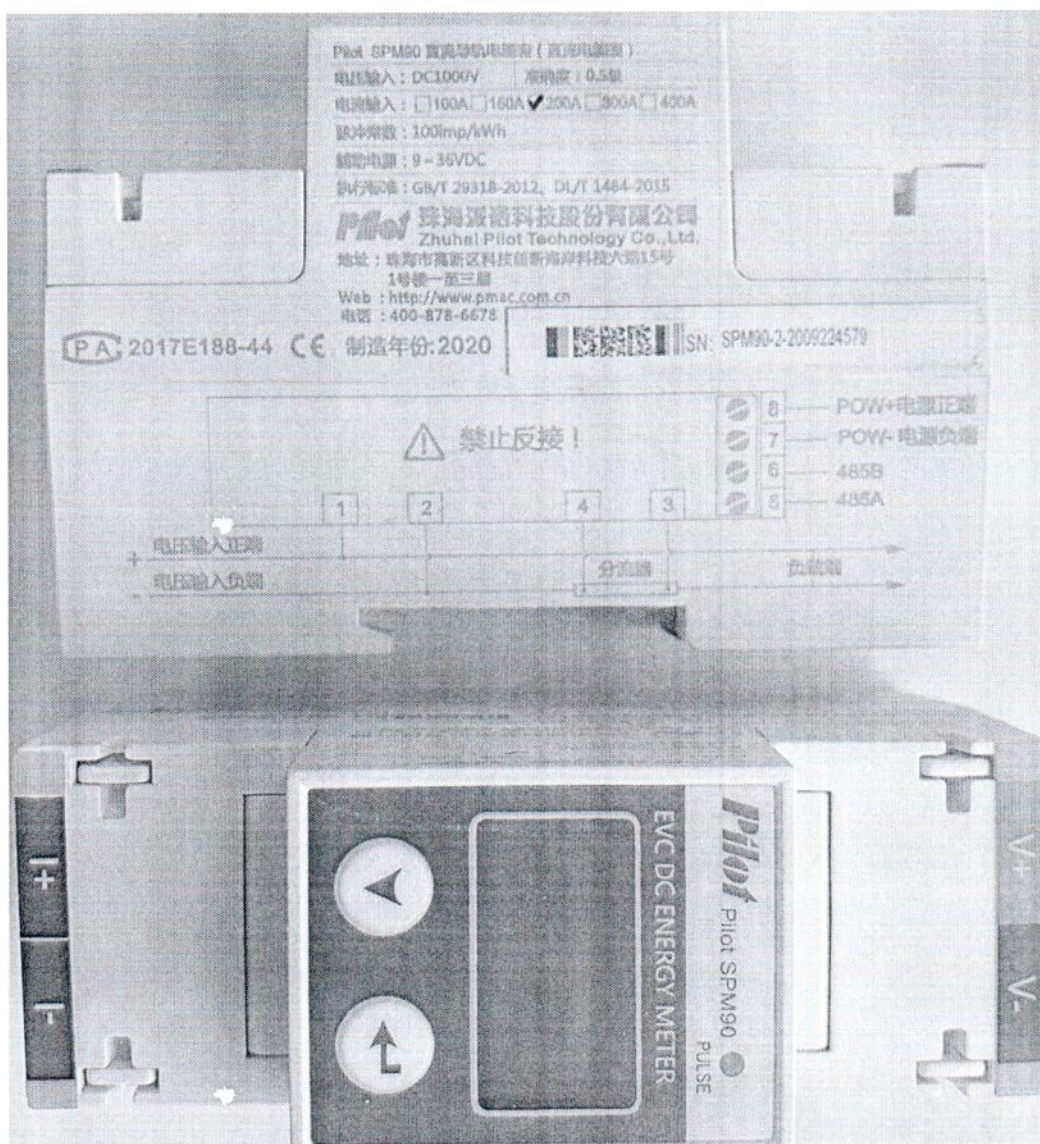 Pilot SPM90 直流导轨电能表(直流电能表)
电压输入:DC1000V 准确度:0.5级
电流输入:□100A□150A✔200A□300A□400A
脉冲常数:100imp/kWh
辅助电源:9~36VDC
执行标准:GB/T 29318-2012, DL/T 1484-2015
Pilot 珠海派诺科技股份有限公司
Zhuhai Pilot Technology Co.,Ltd.
地址:珠海市高新区科技创新海岸科技六路15号
1号楼一至三层
Web :http://www.pmac.com.cn
电话 :400-878-6678
PA 2017E188-44 CE 制造年份:2020
SN: SPM90-2-2009224579
禁止反接!
8 POW+电源正端
7 POW- 电源负端
6 485B
5 485A
1 2 4 3
+ 电压输入正端
- 电压输入负端
分流端 负载端
I+
I-
Pilot
Pilot SPM90
PULSE
EVC DC ENERGY METER
V+
V-